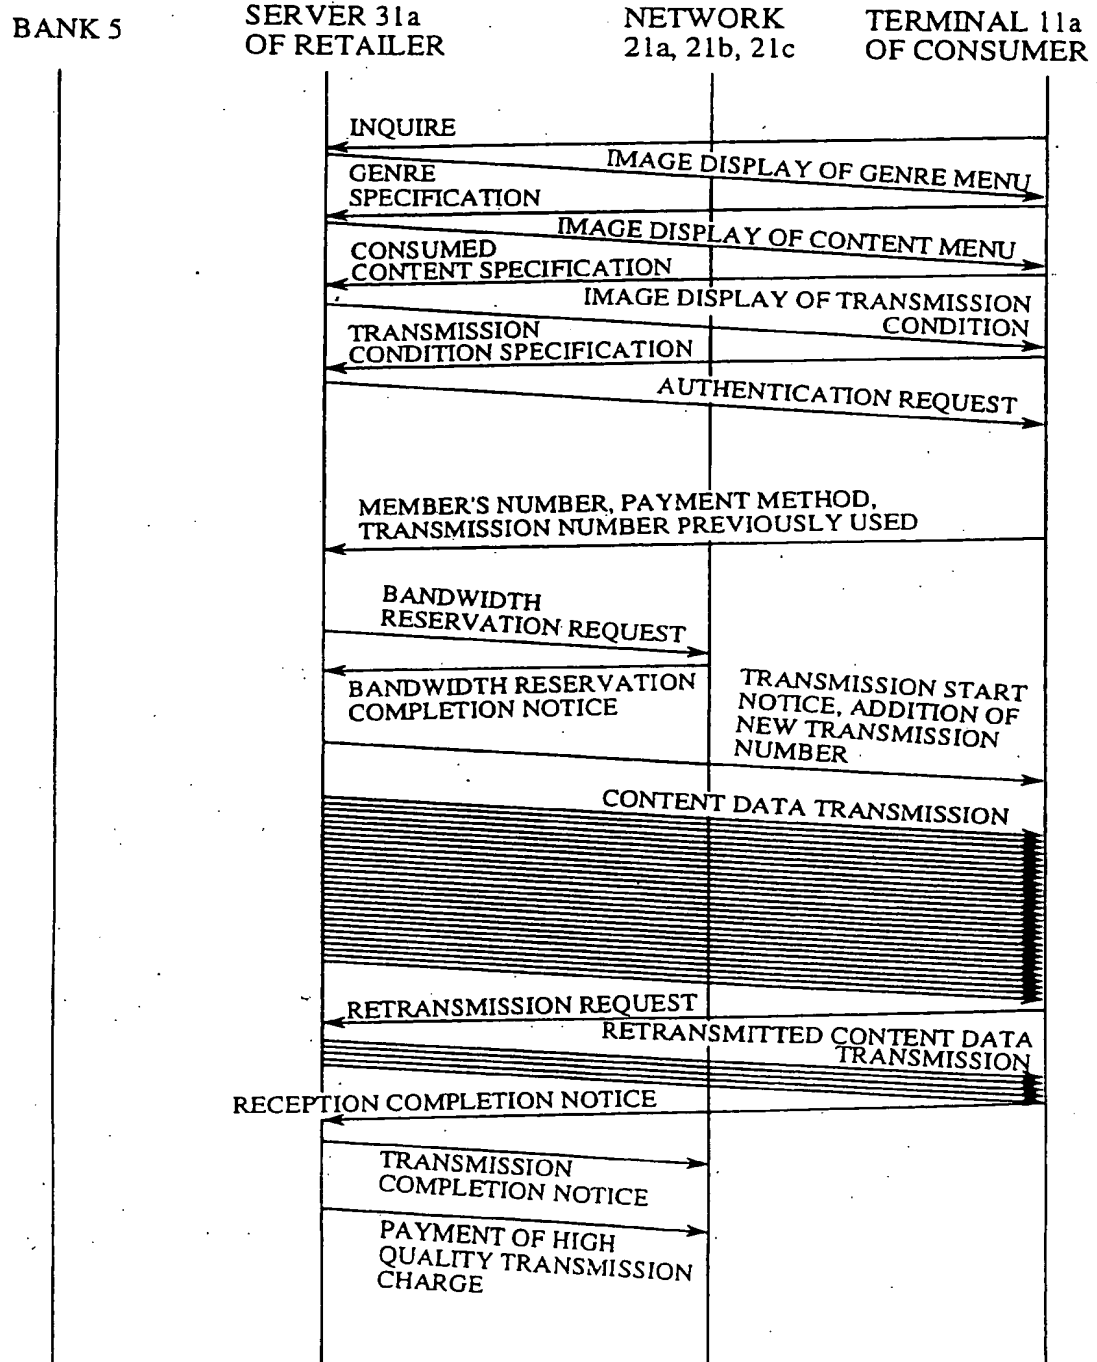 BANK 5
SERVER 31a
OF RETAILER
NETWORK
21a, 21b, 21c
TERMINAL 11a
OF CONSUMER
INQUIRE
IMAGE DISPLAY OF GENRE MENU
GENRE
SPECIFICATION
IMAGE DISPLAY OF CONTENT MENU
CONSUMED
CONTENT SPECIFICATION
IMAGE DISPLAY OF TRANSMISSION
CONDITION
TRANSMISSION
CONDITION SPECIFICATION
AUTHENTICATION REQUEST
MEMBER'S NUMBER, PAYMENT METHOD,
TRANSMISSION NUMBER PREVIOUSLY USED
BANDWIDTH
RESERVATION REQUEST
BANDWIDTH RESERVATION
COMPLETION NOTICE
TRANSMISSION START
NOTICE, ADDITION OF
NEW TRANSMISSION
NUMBER
CONTENT DATA TRANSMISSION
RETRANSMISSION REQUEST
RETRANSMITTED CONTENT DATA
TRANSMISSION
RECEPTION COMPLETION NOTICE
TRANSMISSION
COMPLETION NOTICE
PAYMENT OF HIGH
QUALITY TRANSMISSION
CHARGE